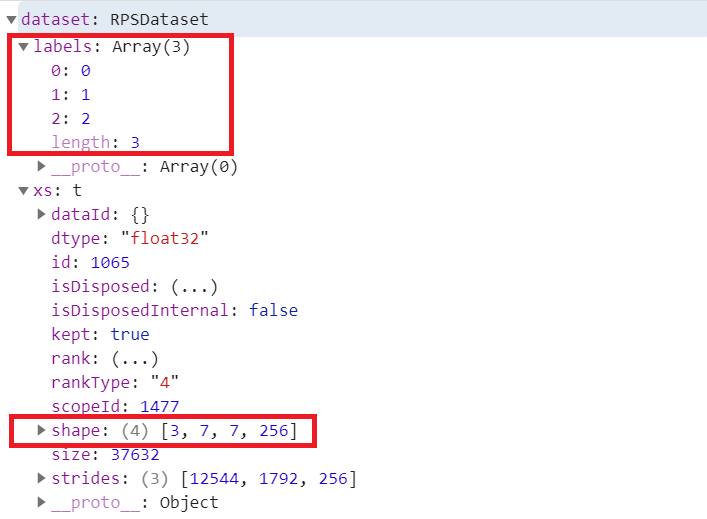 dataset: RPSDataset
labels: Array(3)
0: 0
1: 1
2: 2
length: 3
__proto__: Array(0)
xs: t
dataId: {}
dtype: "float32"
id: 1065
isDisposed: (...)
isDisposedInternal: false
kept: true
rank: (...)
rankType: "4"
scopeId: 1477
shape: (4) [3, 7, 7, 256]
size: 37632
strides: (3) [12544, 1792, 256]
__proto__: Object